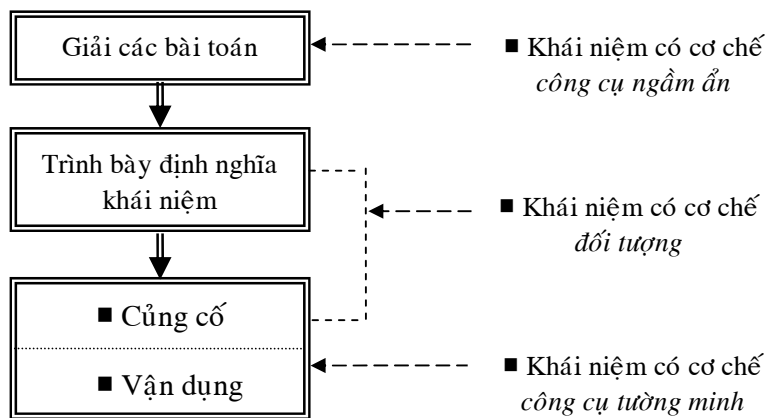 Giải các bài toán
■ Khái niệm có cơ chế
công cụ ngầm ẩn
Trình bày định nghĩa
khái niệm
■ Khái niệm có cơ chế
đối tượng
■ Củng cố
■ Vận dụng
■ Khái niệm có cơ chế
công cụ tường minh